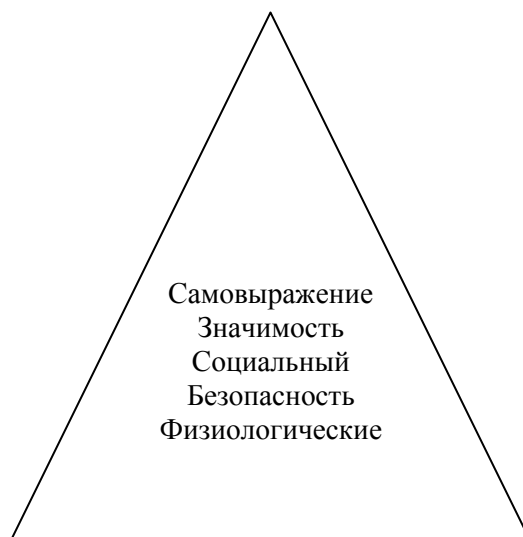 Самовыражение
Значимость
Социальный
Безопасность
Физиологические